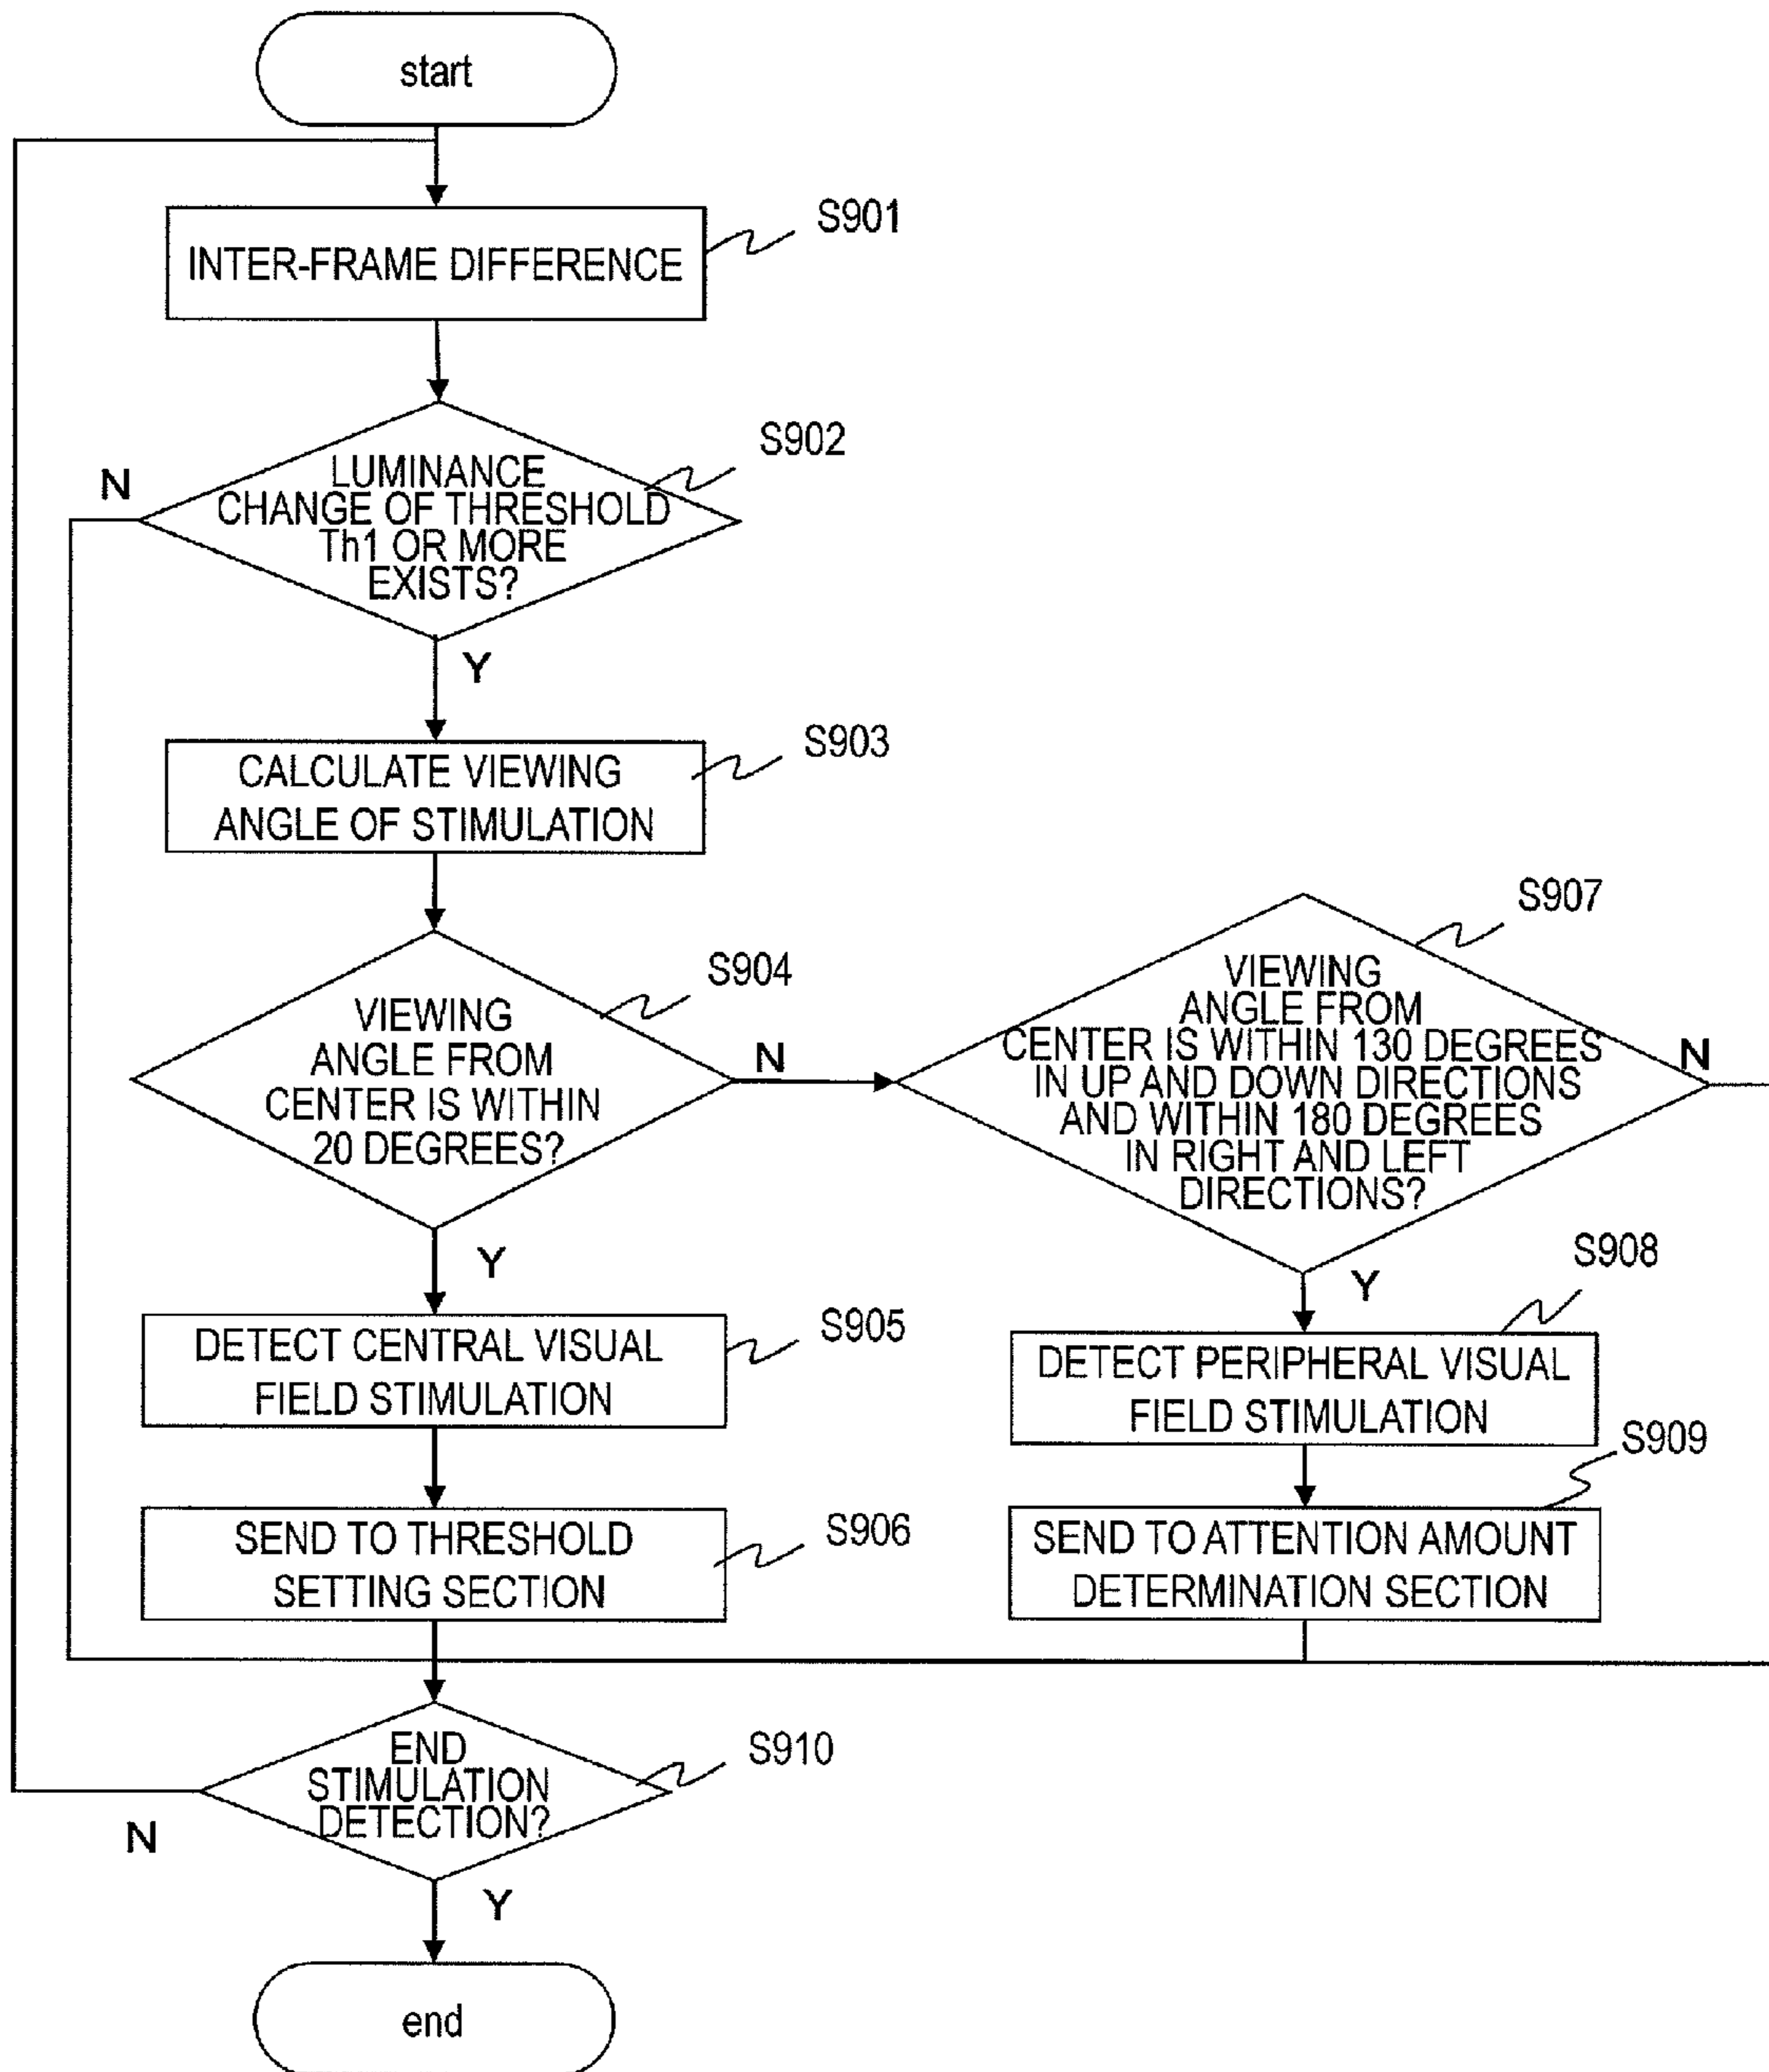 start
S901
INTER-FRAME DIFFERENCE
S902
N
LUMINANCE
CHANGE OF THRESHOLD
Th1 OR MORE
EXISTS?
Y
S903
CALCULATE VIEWING
ANGLE OF STIMULATION
S904
VIEWING
ANGLE FROM
CENTER IS WITHIN
20 DEGREES?
N
S907
VIEWING
ANGLE FROM
CENTER IS WITHIN 130 DEGREES
IN UP AND DOWN DIRECTIONS
AND WITHIN 180 DEGREES
IN RIGHT AND LEFT
DIRECTIONS?
N
Y
Y
S905
DETECT CENTRAL VISUAL
FIELD STIMULATION
S908
DETECT PERIPHERAL VISUAL
FIELD STIMULATION
S906
SEND TO THRESHOLD
SETTING SECTION
S909
SEND TO ATTENTION AMOUNT
DETERMINATION SECTION
S910
END
STIMULATION
DETECTION?
N
Y
end